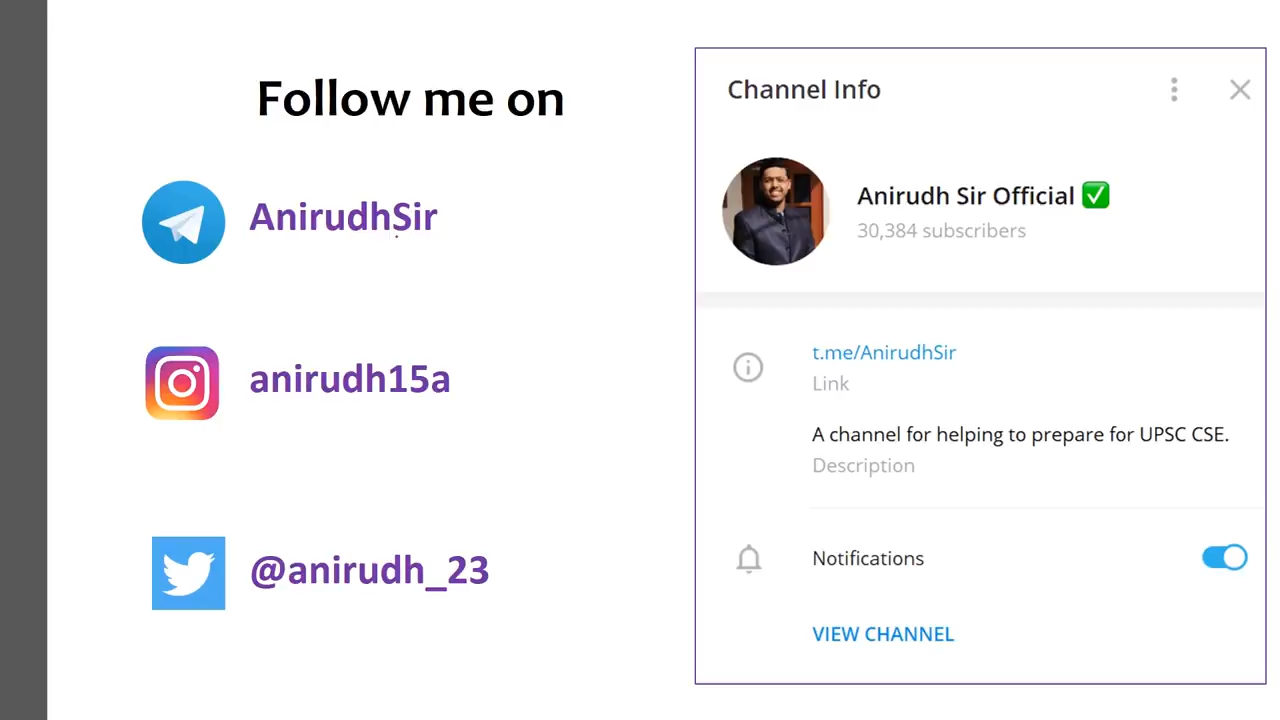 Follow me on
AnirudhSir
anirudh15a
@anirudh_23
Channel Info
Anirudh Sir Official ✅
30,384 subscribers
t.me/AnirudhSir
Link
A channel for helping to prepare for UPSC CSE.
Description
Notifications
VIEW CHANNEL